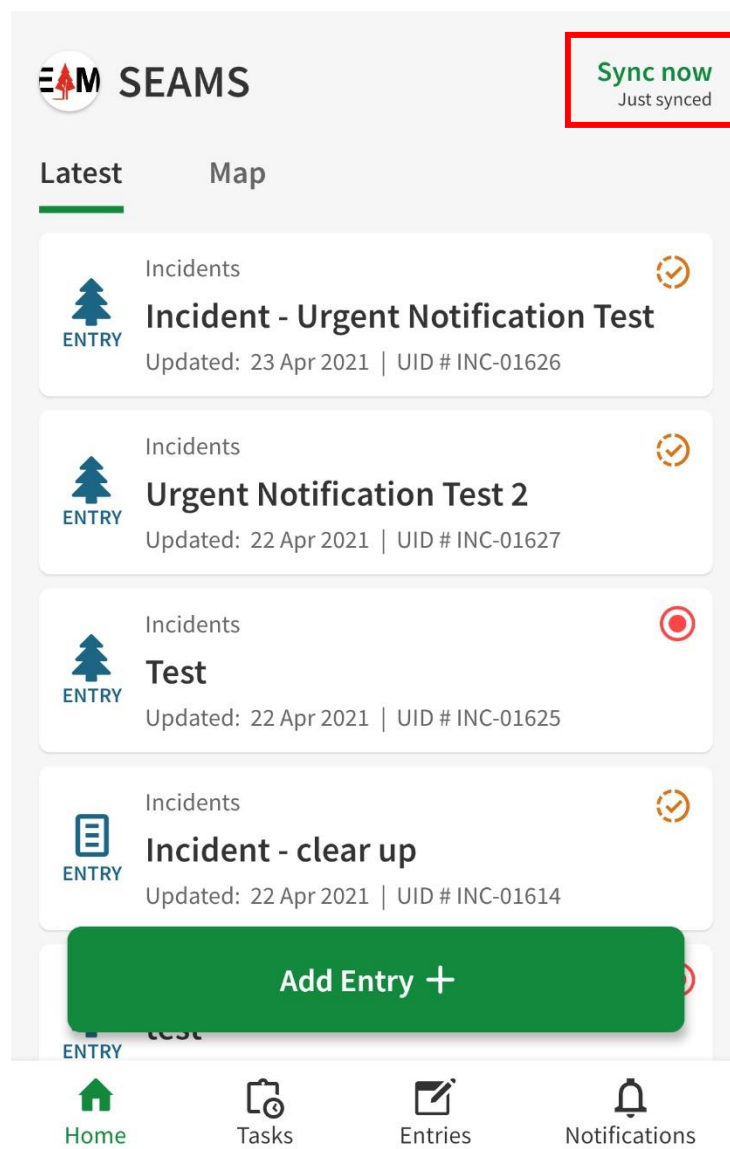 EAM SEAMS
Sync now
Just synced
Latest Map
Incidents
Incident - Urgent Notification Test
ENTRY
Updated: 23 Apr 2021 | UID # INC-01626
Incidents
Urgent Notification Test 2
ENTRY
Updated: 22 Apr 2021 | UID # INC-01627
Incidents
Test
ENTRY
Updated: 22 Apr 2021 | UID # INC-01625
Incidents
Incident - clear up
ENTRY
Updated: 22 Apr 2021 | UID # INC-01614
Add Entry +
test
ENTRY
Home Tasks Entries Notifications